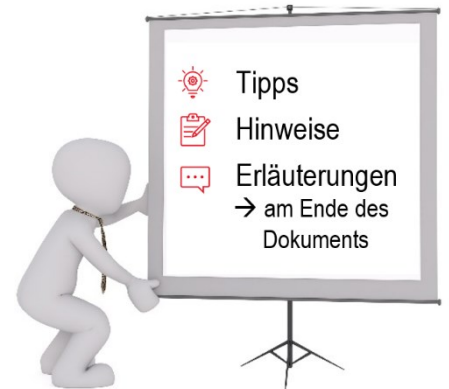 Tipps
Hinweise
Erläuterungen
→ am Ende des
Dokuments